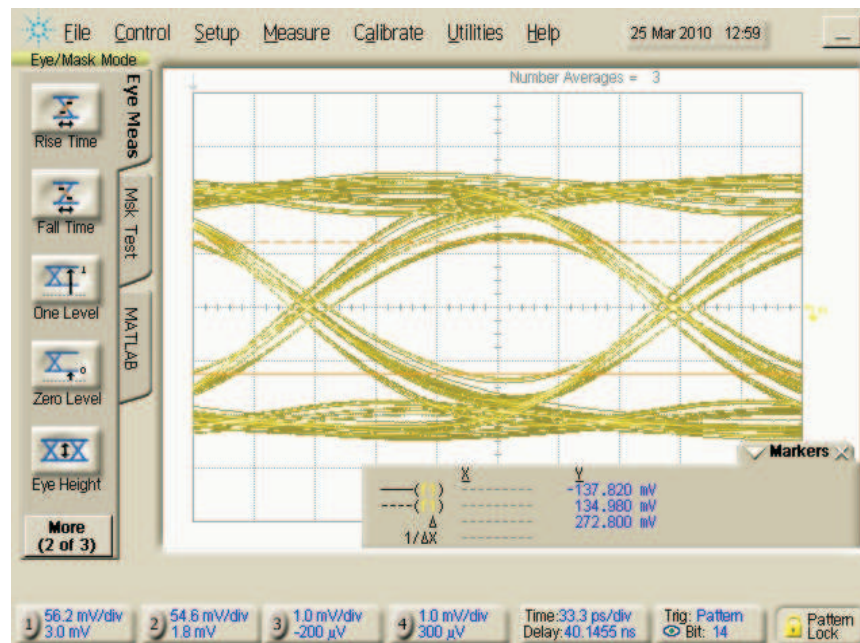 File Control Setup Measure Calibrate Utilities Help 25 Mar 2010 12:59
Eye/Mask Mode
Number Averages = 3
Eye Meas
Msk Test
MATLAB
Rise Time
Fall Time
One Level
Zero Level
Eye Height
More
(2 of 3)
Markers
X Y
(f1) ---------- -137.820 mV
----(f1) ---------- 134.980 mV
Δ ---------- 272.800 mV
1/ΔX ----------
1) 56.2 mV/div
3.0 mV
2) 54.6 mV/div
1.8 mV
3) 1.0 mV/div
-200 μV
4) 1.0 mV/div
300 μV
Time:33.3 ps/div
Delay:40.1455 ns
Trig: Pattern
Bit: 14
Pattern
Lock